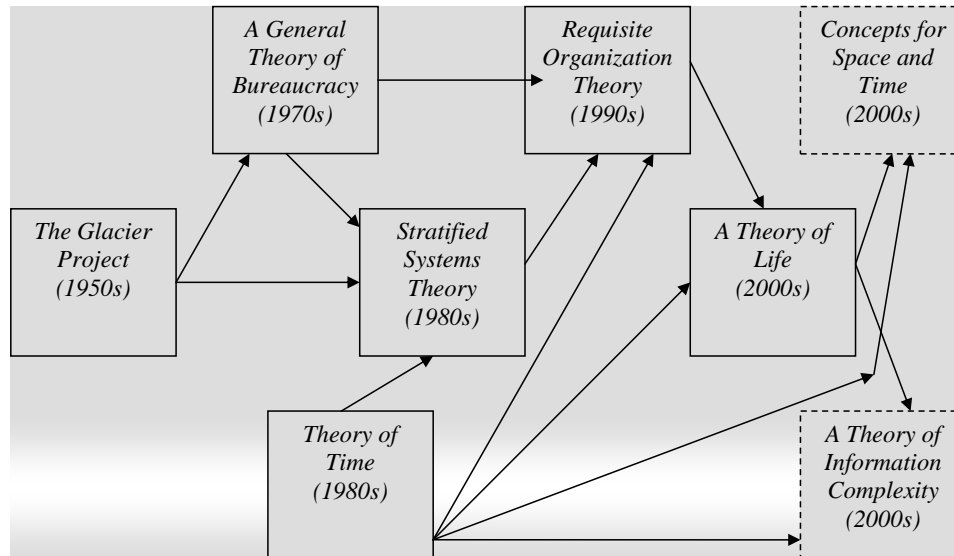 A General
Theory of
Bureaucracy
(1970s)
Requisite
Organization
Theory
(1990s)
Concepts for
Space and
Time
(2000s)
The Glacier
Project
(1950s)
Stratified
Systems
Theory
(1980s)
A Theory of
Life
(2000s)
Theory of
Time
(1980s)
A Theory of
Information
Complexity
(2000s)